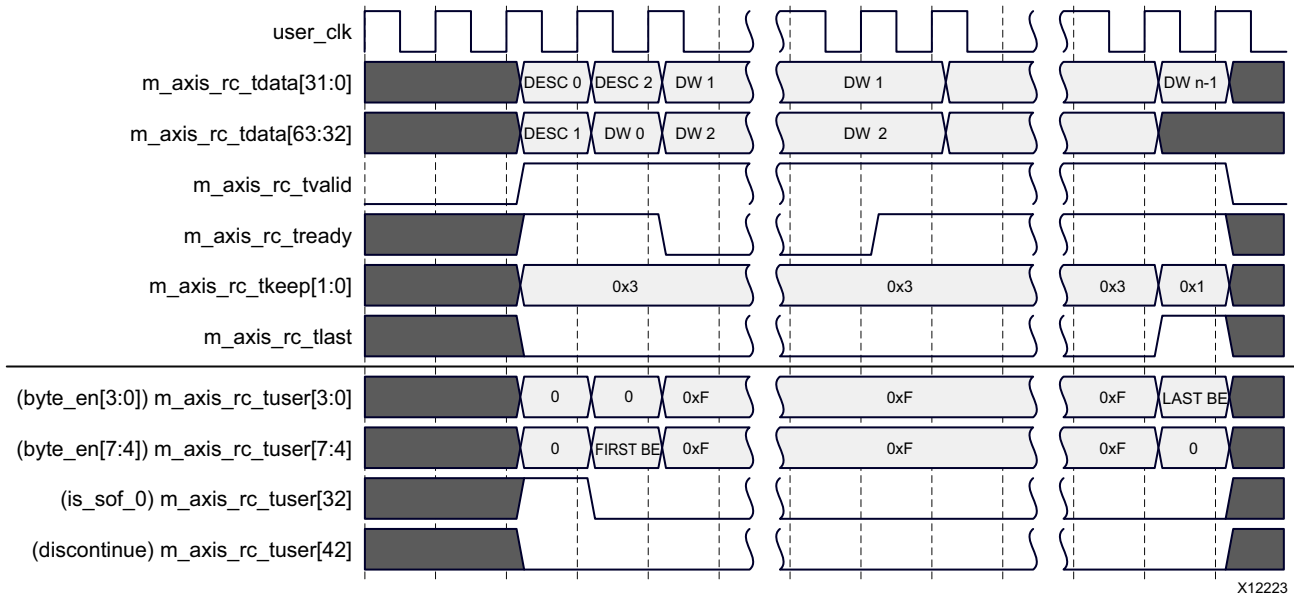 user_clk
m_axis_rc_tdata[31:0] DESC 0 DESC 2 DW 1 DW 1 DW n-1
m_axis_rc_tdata[63:32] DESC 1 DW 0 DW 2 DW 2
m_axis_rc_tvalid
m_axis_rc_tready
m_axis_rc_tkeep[1:0] 0x3 0x3 0x3 0x1
m_axis_rc_tlast
(byte_en[3:0]) m_axis_rc_tuser[3:0] 0 0 0xF 0xF 0xF LAST BE
(byte_en[7:4]) m_axis_rc_tuser[7:4] 0 FIRST BE 0xF 0xF 0xF 0
(is_sof_0) m_axis_rc_tuser[32]
(discontinue) m_axis_rc_tuser[42]
X12223